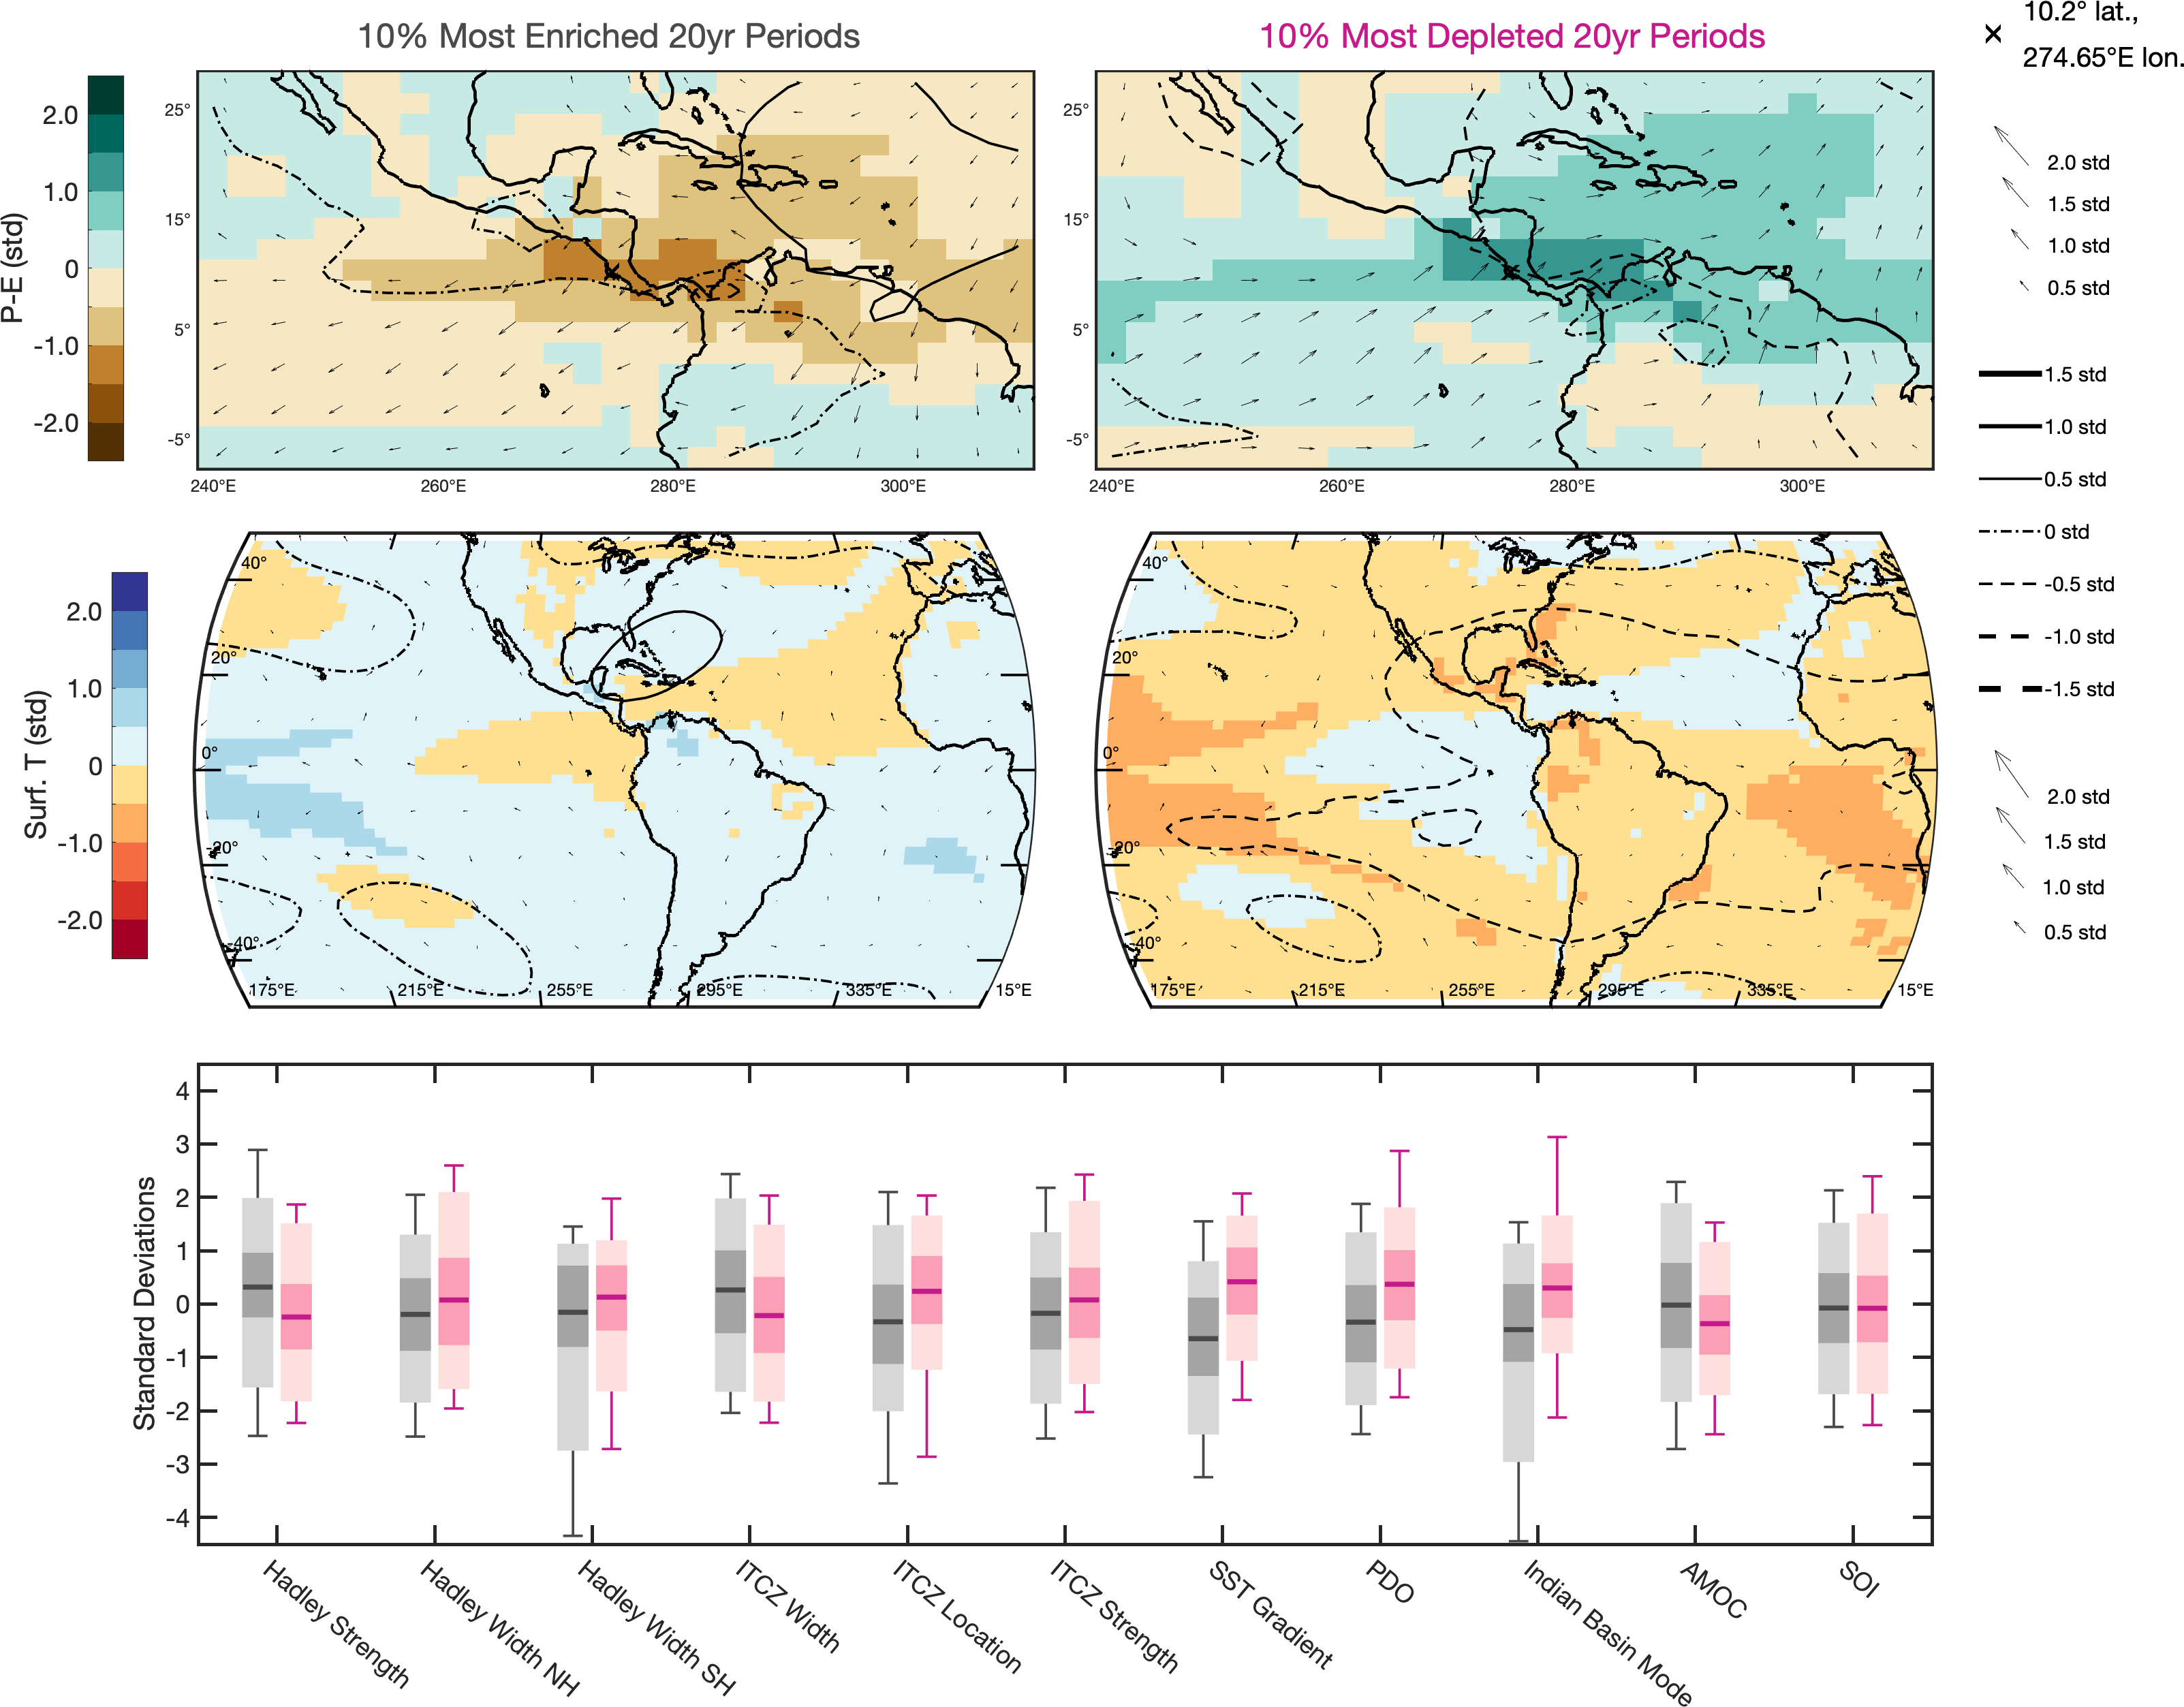 10% Most Enriched 20yr Periods
10% Most Depleted 20yr Periods
10.2° lat.,
274.65°E lon.
P-E (std)
2.0
1.0
0
-1.0
-2.0
25°
15°
5°
-5°
240°E
260°E
280°E
300°E
25°
15°
5°
-5°
240°E
260°E
280°E
300°E
2.0 std
1.5 std
1.0 std
0.5 std
1.5 std
1.0 std
0.5 std
0 std
-0.5 std
-1.0 std
-1.5 std
2.0 std
1.5 std
1.0 std
0.5 std
Surf. T (std)
2.0
1.0
0
-1.0
-2.0
40°
20°
0°
-20°
-40°
175°E
215°E
255°E
295°E
335°E
15°E
40°
20°
0°
-20°
-40°
175°E
215°E
255°E
295°E
335°E
15°E
Standard Deviations
4
3
2
1
0
-1
-2
-3
-4
Hadley Strength
Hadley Width NH
Hadley Width SH
ITCZ Width
ITCZ Location
ITCZ Strength
SST Gradient
PDO
Indian Basin Mode
AMOC
SOI